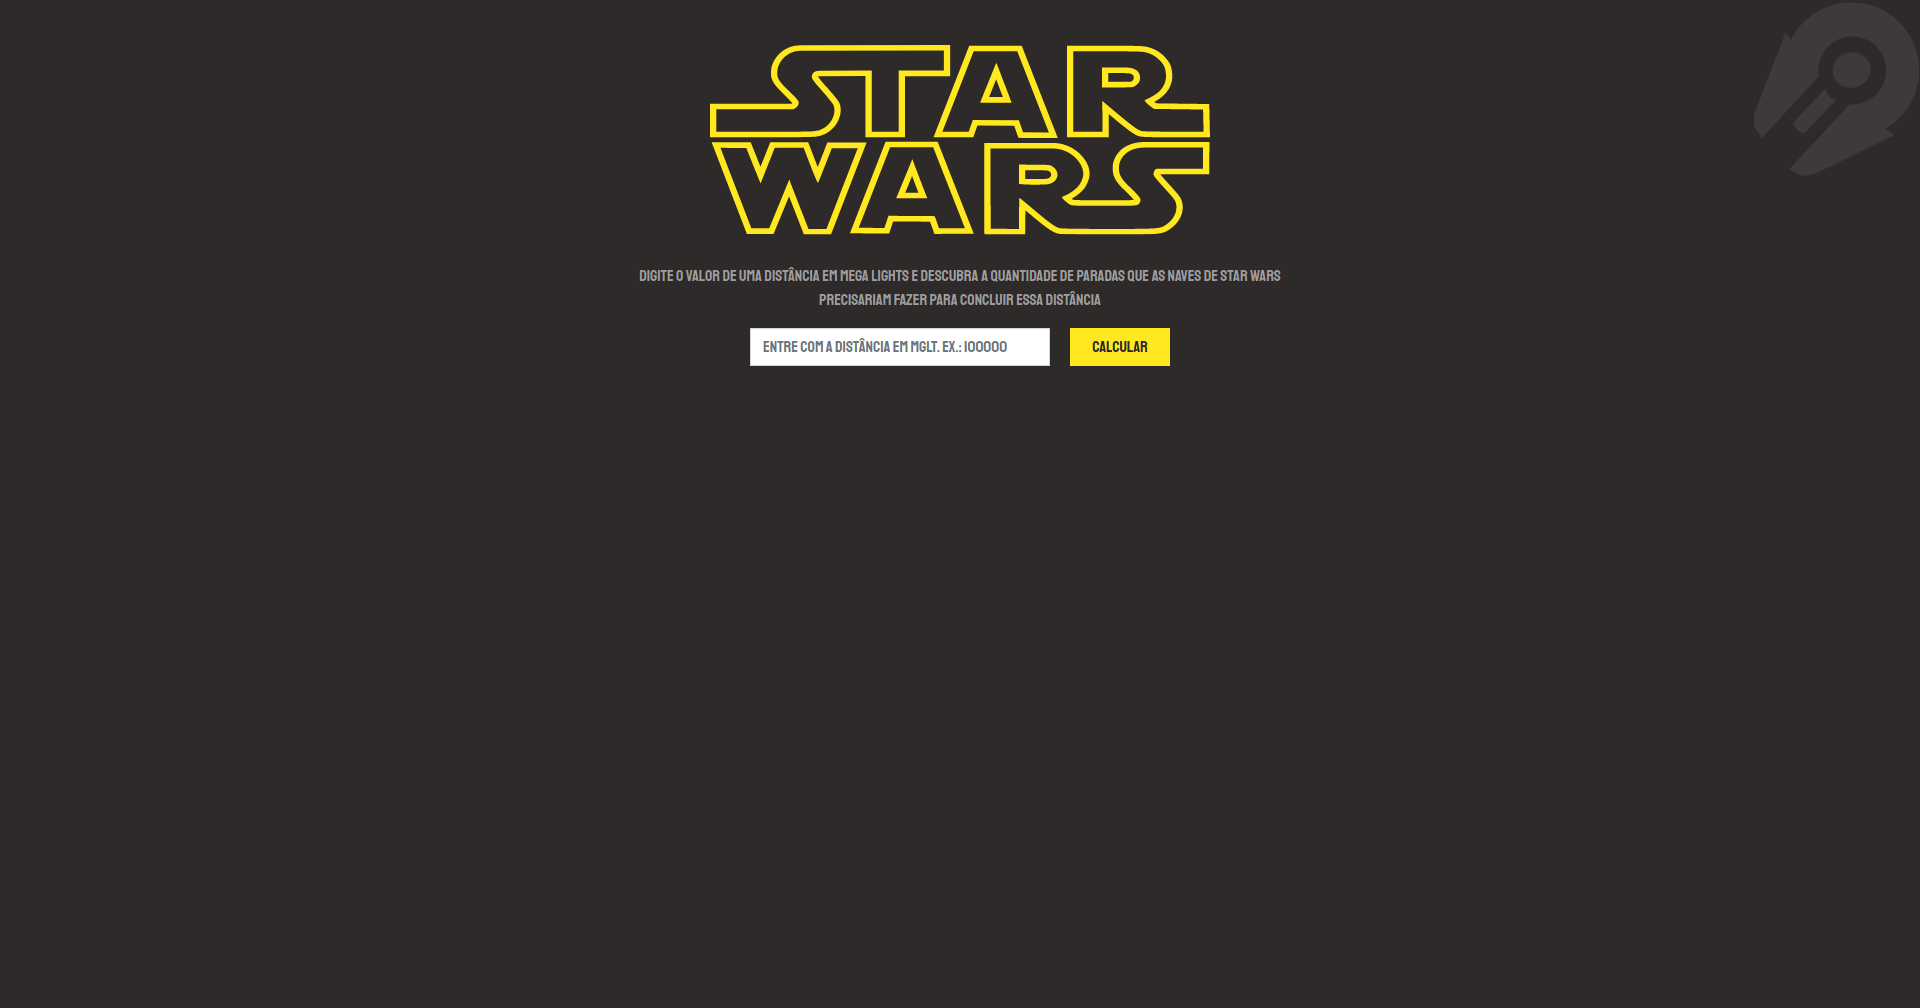 STAR
WARS
DIGITE O VALOR DE UMA DISTÂNCIA EM MEGA LIGHTS E DESCUBRA A QUANTIDADE DE PARADAS QUE AS NAVES DE STAR WARS
PRECISARIAM FAZER PARA CONCLUIR ESSA DISTÂNCIA
ENTRE COM A DISTÂNCIA EM MGLT. EX.: 100000
CALCULAR